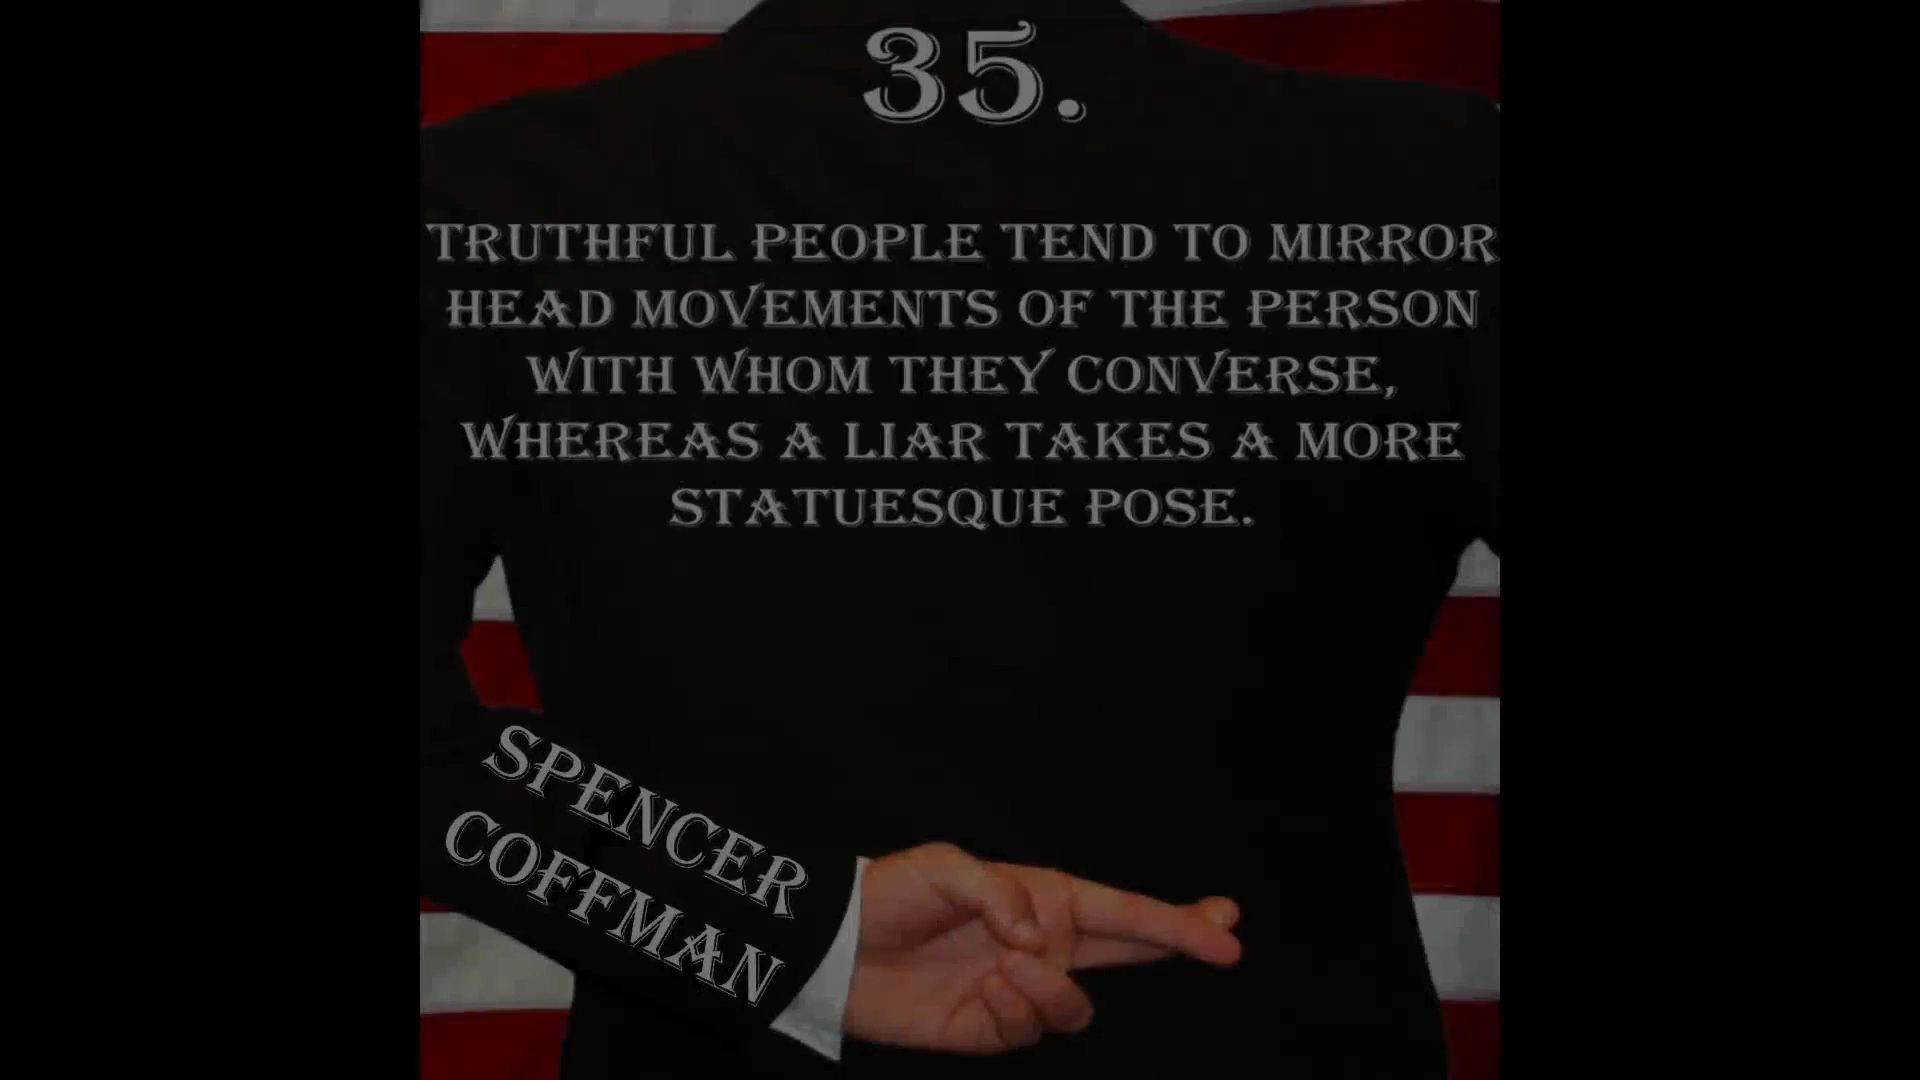 35.
TRUTHFUL PEOPLE TEND TO MIRROR
HEAD MOVEMENTS OF THE PERSON
WITH WHOM THEY CONVERSE,
WHEREAS A LIAR TAKES A MORE
STATUESQUE POSE.
SPENCER
COFFMAN